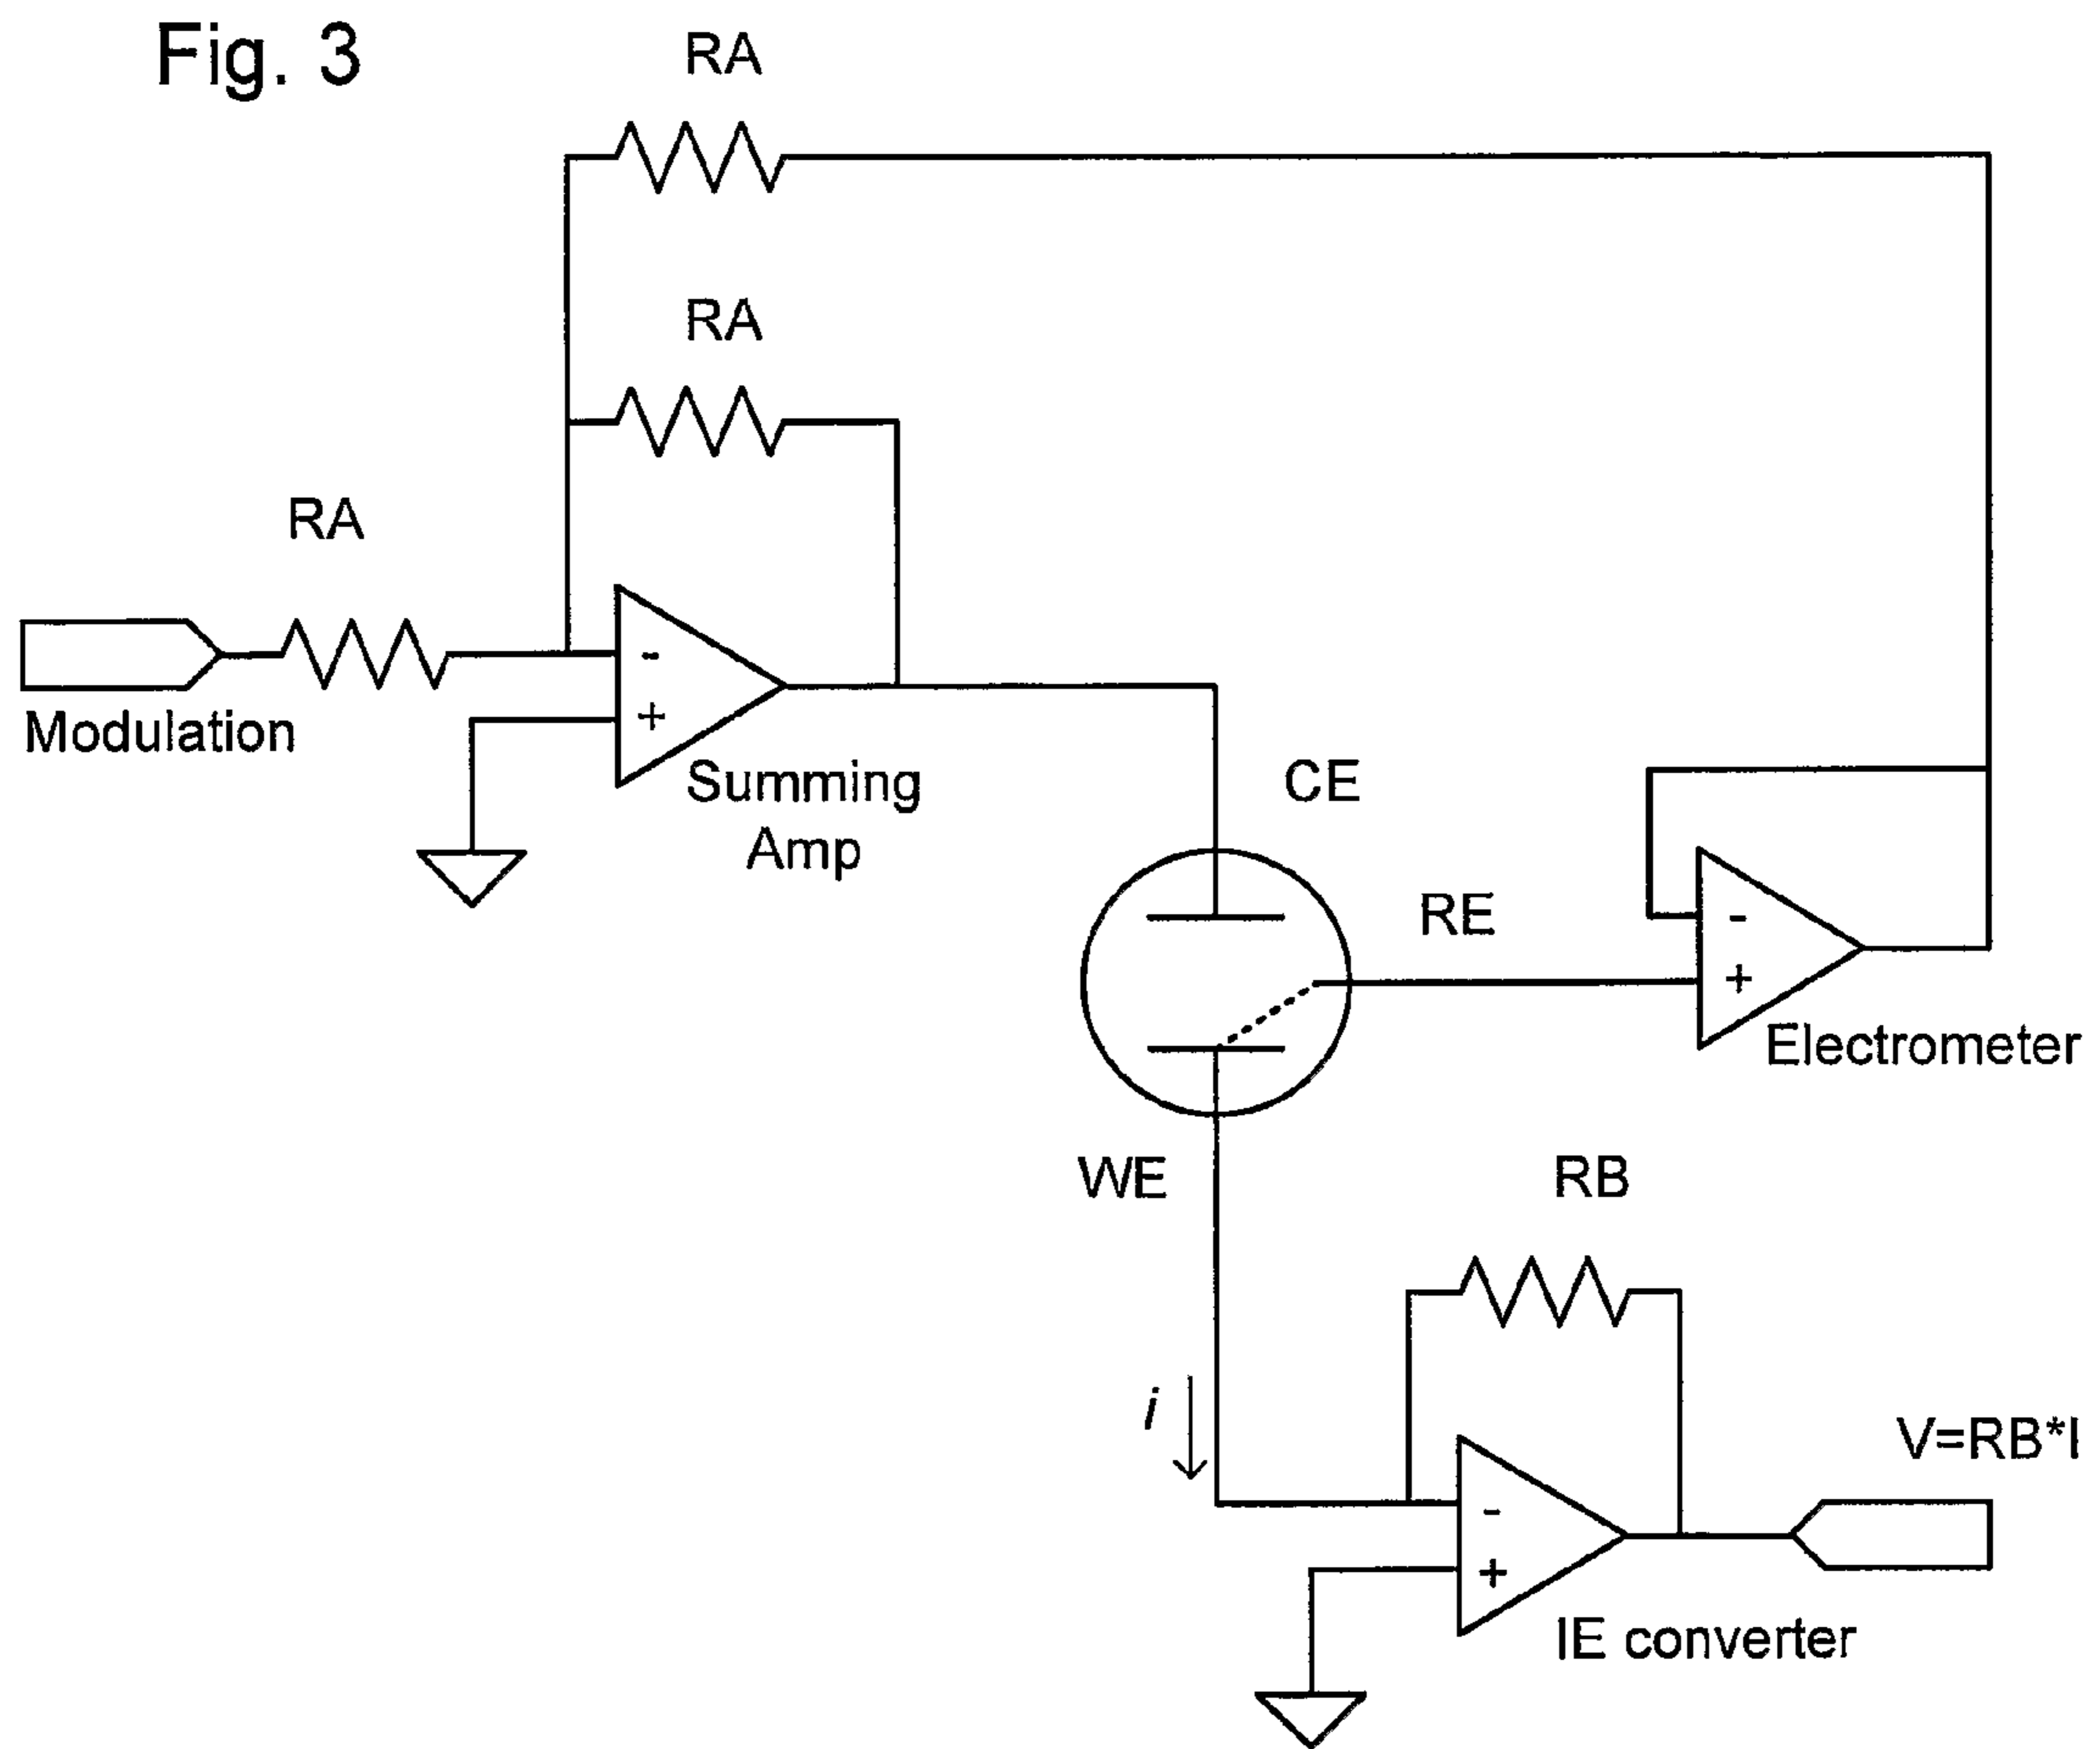 Fig. 3
RA
RA
RA
-
+
Modulation
Summing
Amp
CE
RE
-
+
Electrometer
WE
RB
i
V=RB*I
-
+
IE converter